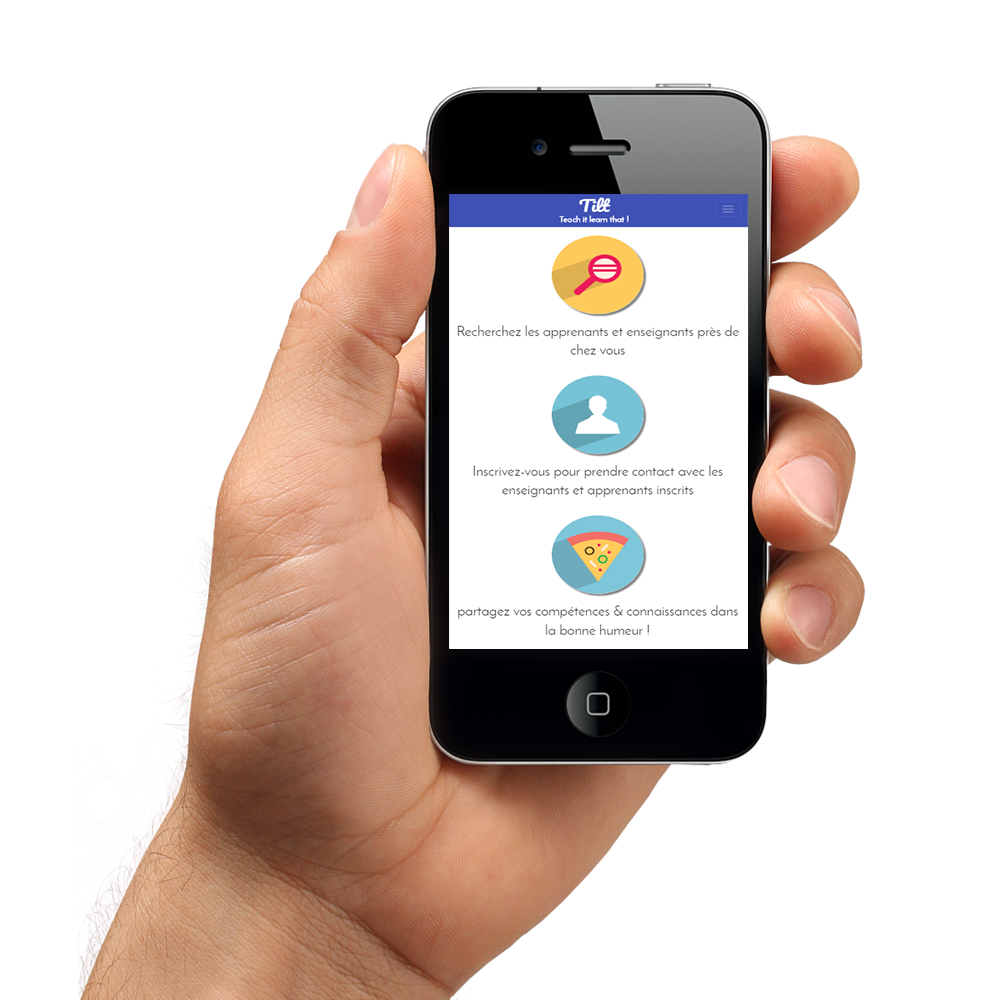 Tilt
Teach it learn that !
Recherchez les apprenants et enseignants près de
chez vous
Inscrivez-vous pour prendre contact avec les
enseignants et apprenants inscrits
partagez vos compétences & connaissances dans
la bonne humeur !